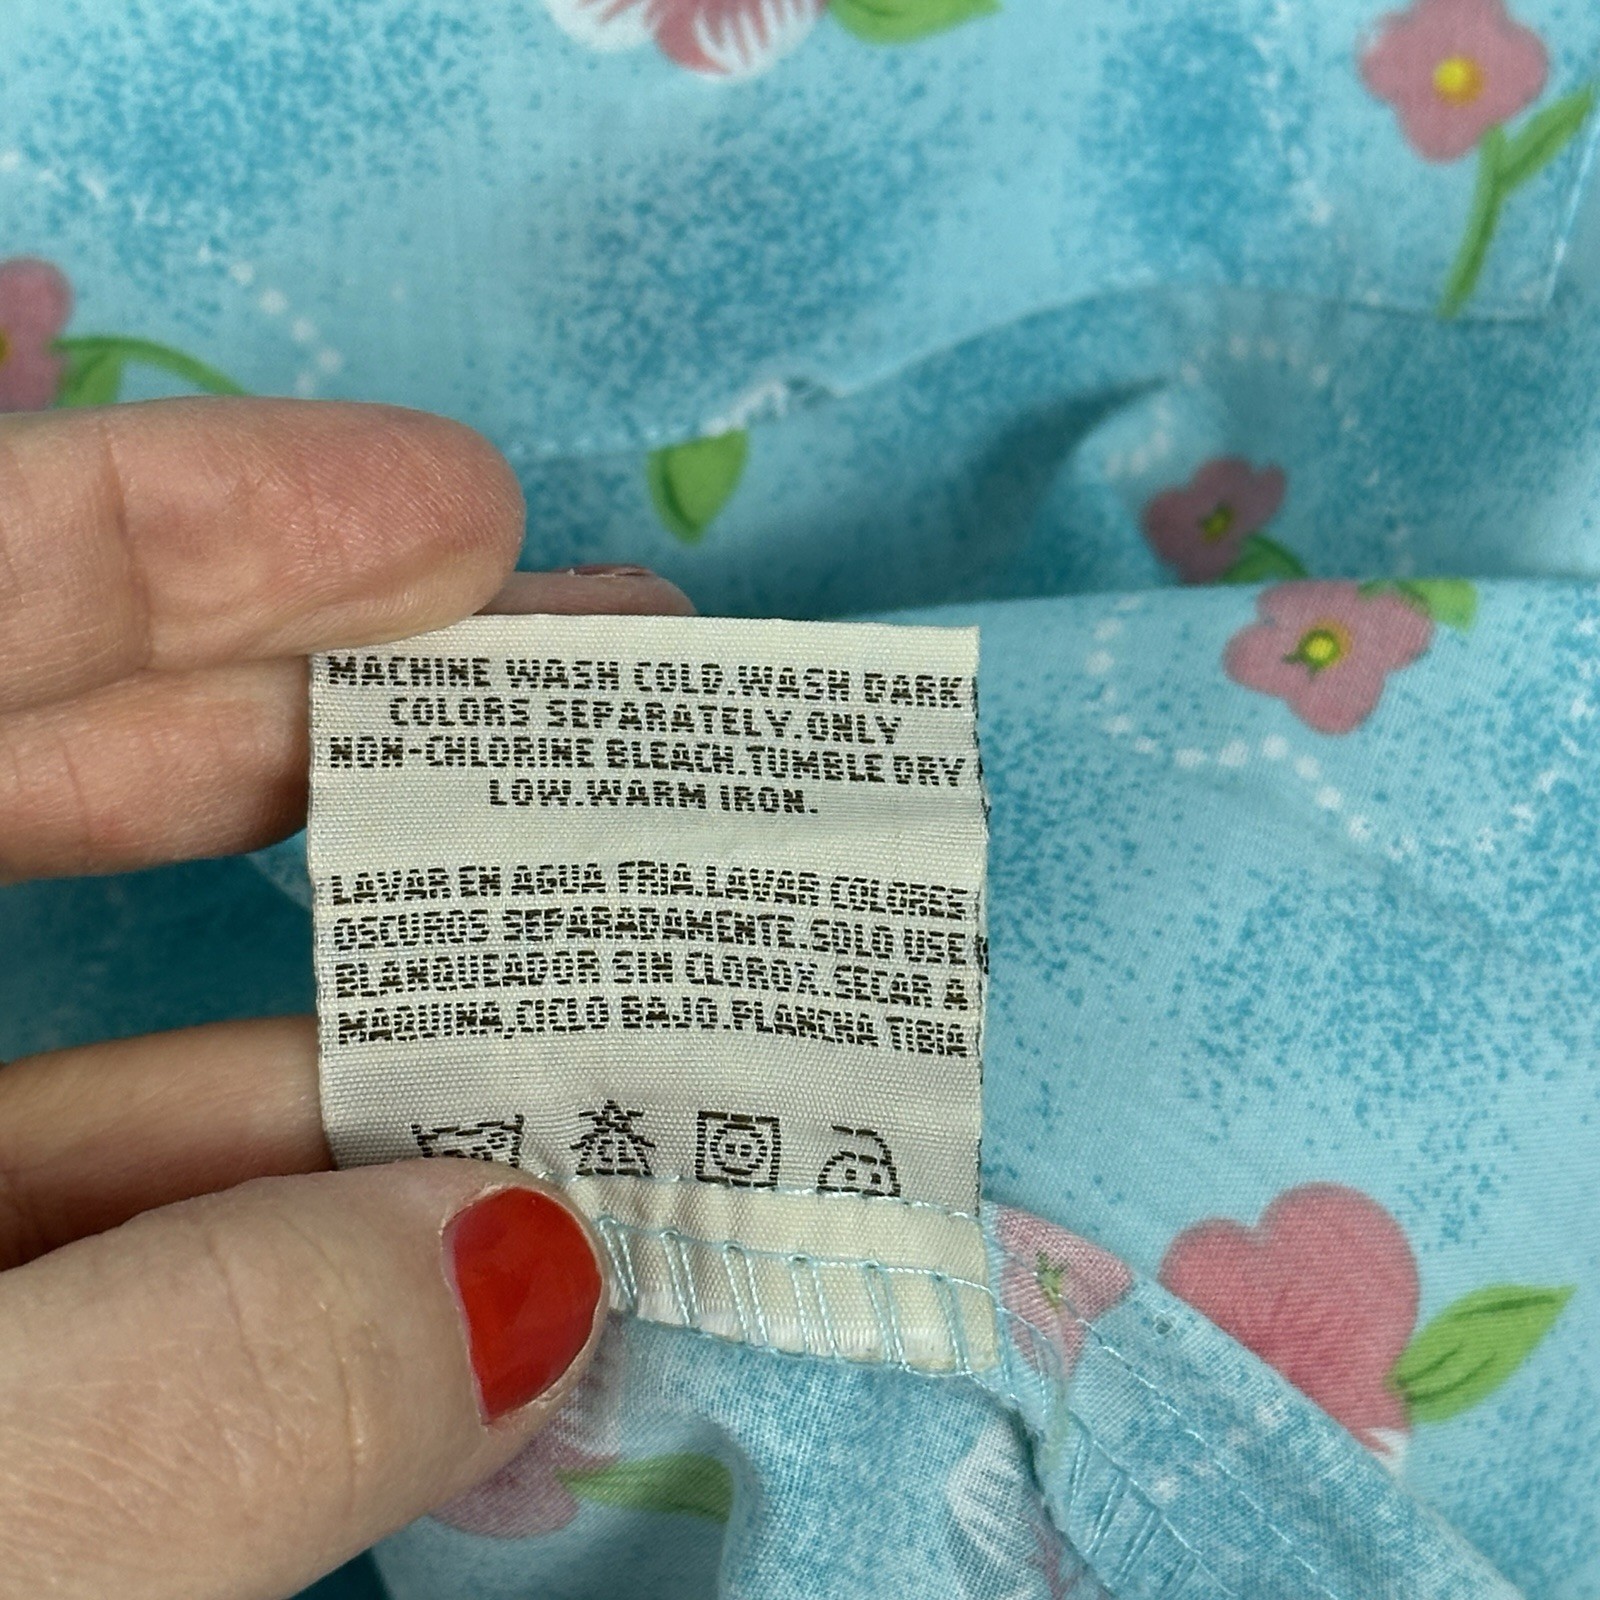 MACHINE WASH COLD.WASH DARK
COLORS SEPARATELY.ONLY
NON-CHLORINE BLEACH.TUMBLE DRY
LOW.WARM IRON.
LAVAR EN AGUA FRIA.LAVAR COLORES
OSCUROS SEPARADAMENTE.SOLO USE
BLANQUEADOR SIN CLOROX.SECAR A
MAQUINA,CICLO BAJO.PLANCHA TIBIA